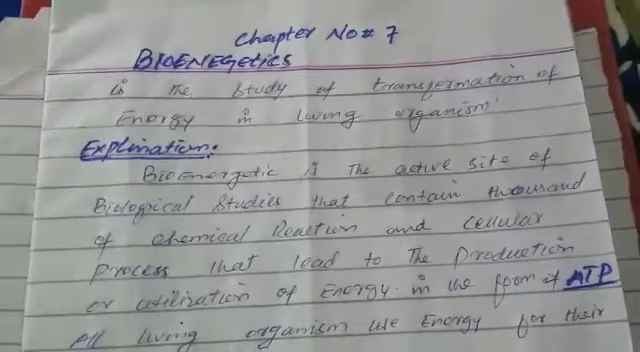 Chapter No# 7
BIOENEGETICS
is the study of transformation of
Energy in living organism'
Explination:
Bioenergetic is The active site of
Biological Studies that contain thousand
of chemical Reaction and cellular
Process that lead to The Production
or utilization of Energy. in the form of ATP
All living organism use Energy for their